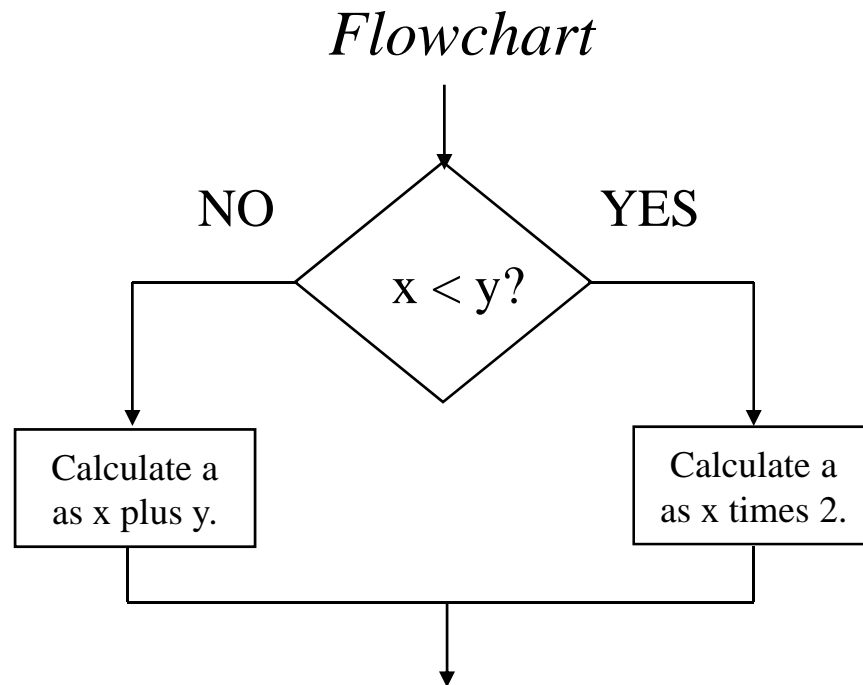 Flowchart
NO
YES
x < y?
Calculate a
as x plus y.
Calculate a
as x times 2.